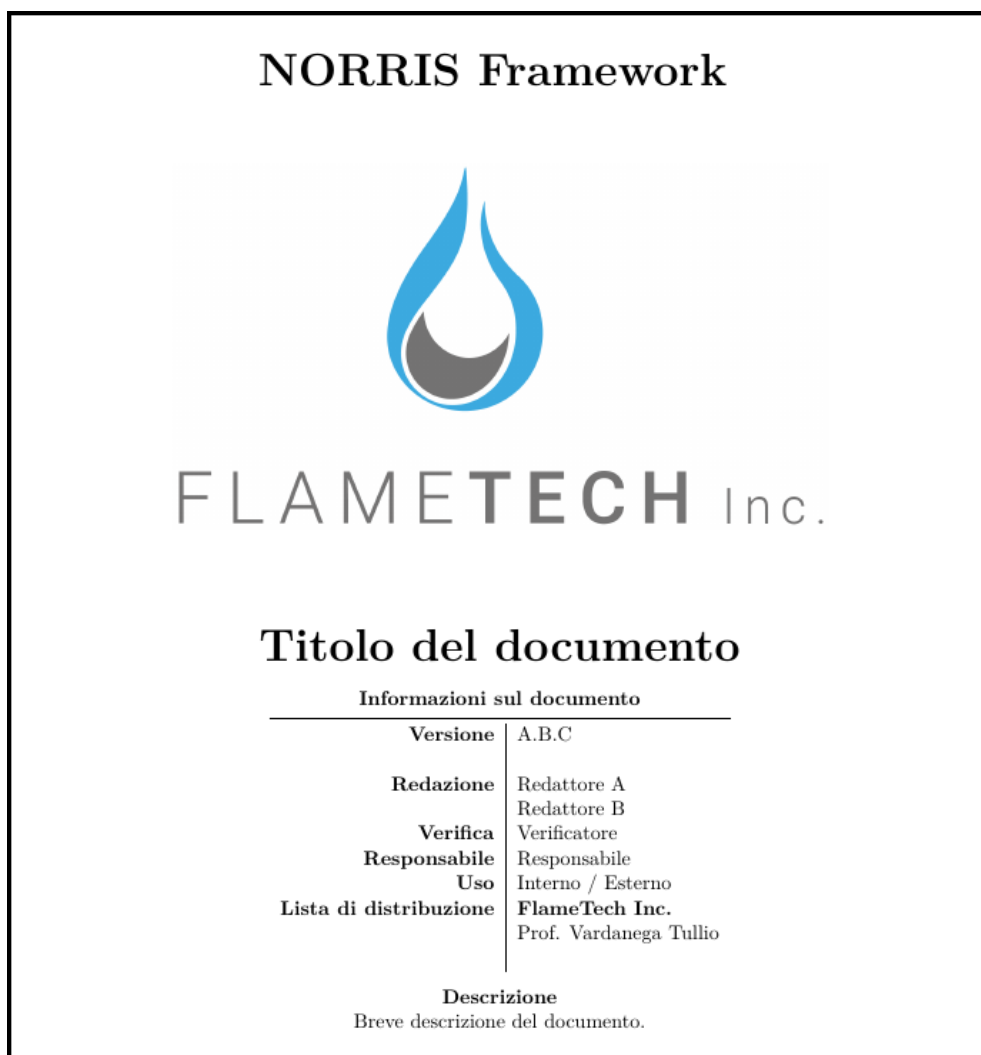 NORRIS Framework
FLAMETECH Inc.
Titolo del documento
Informazioni sul documento
Versione A.B.C
Redazione Redattore A
Redattore B
Verifica Verificatore
Responsabile Responsabile
Uso Interno / Esterno
Lista di distribuzione FlameTech Inc.
Prof. Vardanega Tullio
Descrizione
Breve descrizione del documento.